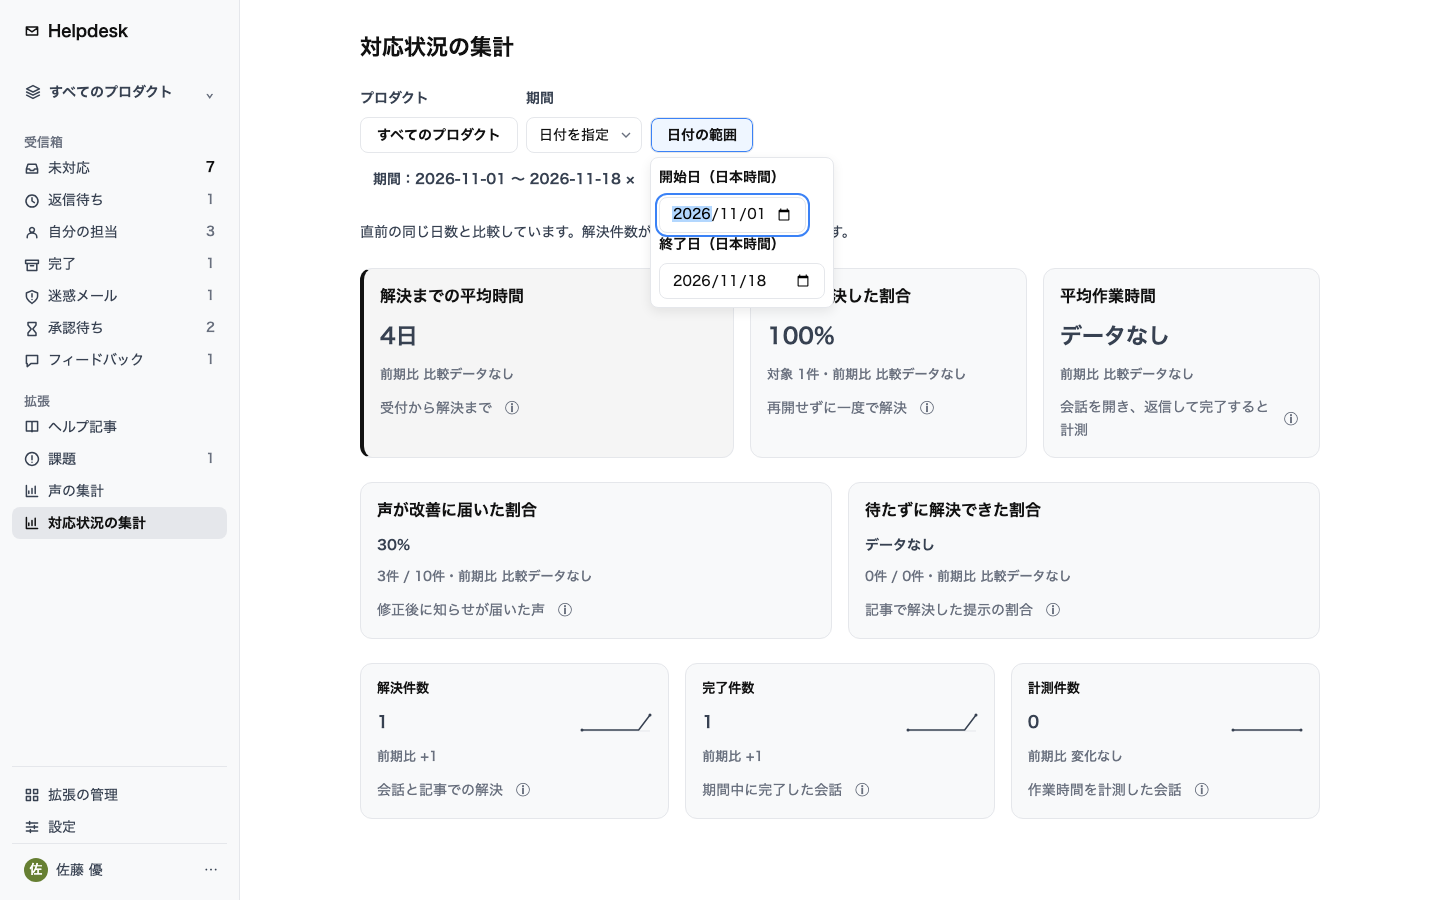 Helpdesk
すべてのプロダクト
受信箱
未対応 7
返信待ち 1
自分の担当 3
完了 1
迷惑メール 1
承認待ち 2
フィードバック 1
拡張
ヘルプ記事
課題 1
声の集計
対応状況の集計
拡張の管理
設定
佐 佐藤 優 …
対応状況の集計
プロダクト 期間
すべてのプロダクト 日付を指定 日付の範囲
期間：2026-11-01 〜 2026-11-18 ×
開始日（日本時間）
2026/11/01
終了日（日本時間）
2026/11/18
直前の同じ日数と比較しています。解決件数が す。
解決までの平均時間
4日
前期比 比較データなし
受付から解決まで
決した割合
100%
対象 1件・前期比 比較データなし
再開せずに一度で解決
平均作業時間
データなし
前期比 比較データなし
会話を開き、返信して完了すると
計測
声が改善に届いた割合
30%
3件 / 10件・前期比 比較データなし
修正後に知らせが届いた声
待たずに解決できた割合
データなし
0件 / 0件・前期比 比較データなし
記事で解決した提示の割合
解決件数
1
前期比 +1
会話と記事での解決
完了件数
1
前期比 +1
期間中に完了した会話
計測件数
0
前期比 変化なし
作業時間を計測した会話